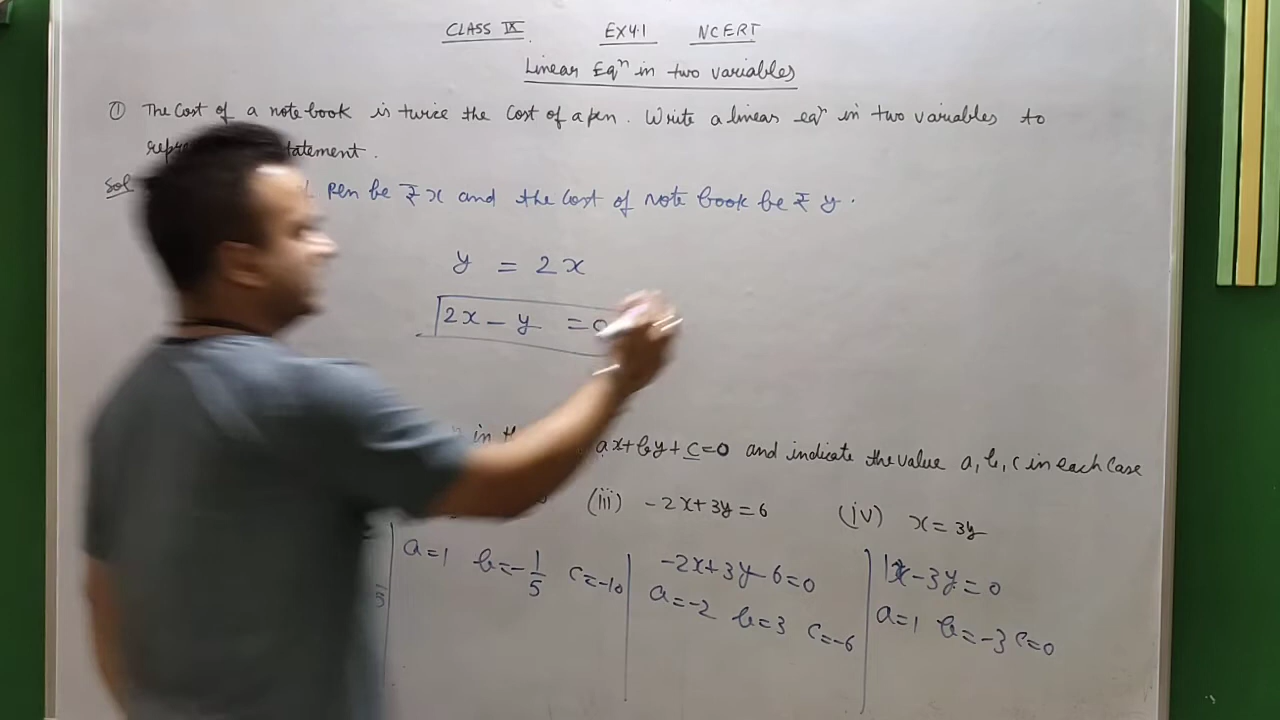 CLASS IX EX4.1 NCERT
Linear Eqⁿ in two variables
① The Cost of a note book is twice the Cost of a pen. Write a linear eqⁿ in two variables to
statement.
Sol pen be ₹ x and the Cost of note book be ₹ y.
y = 2x
2x - y = 0
in ax+by+c=0 and indicate the value a, b, c in each Case
(iii) -2x+3y=6 (iv) x=3y
a=1 b=-1/5 c=-10
-2x+3y-6=0
a=-2 b=3 c=-6
1x-3y=0
a=1 b=-3 c=0